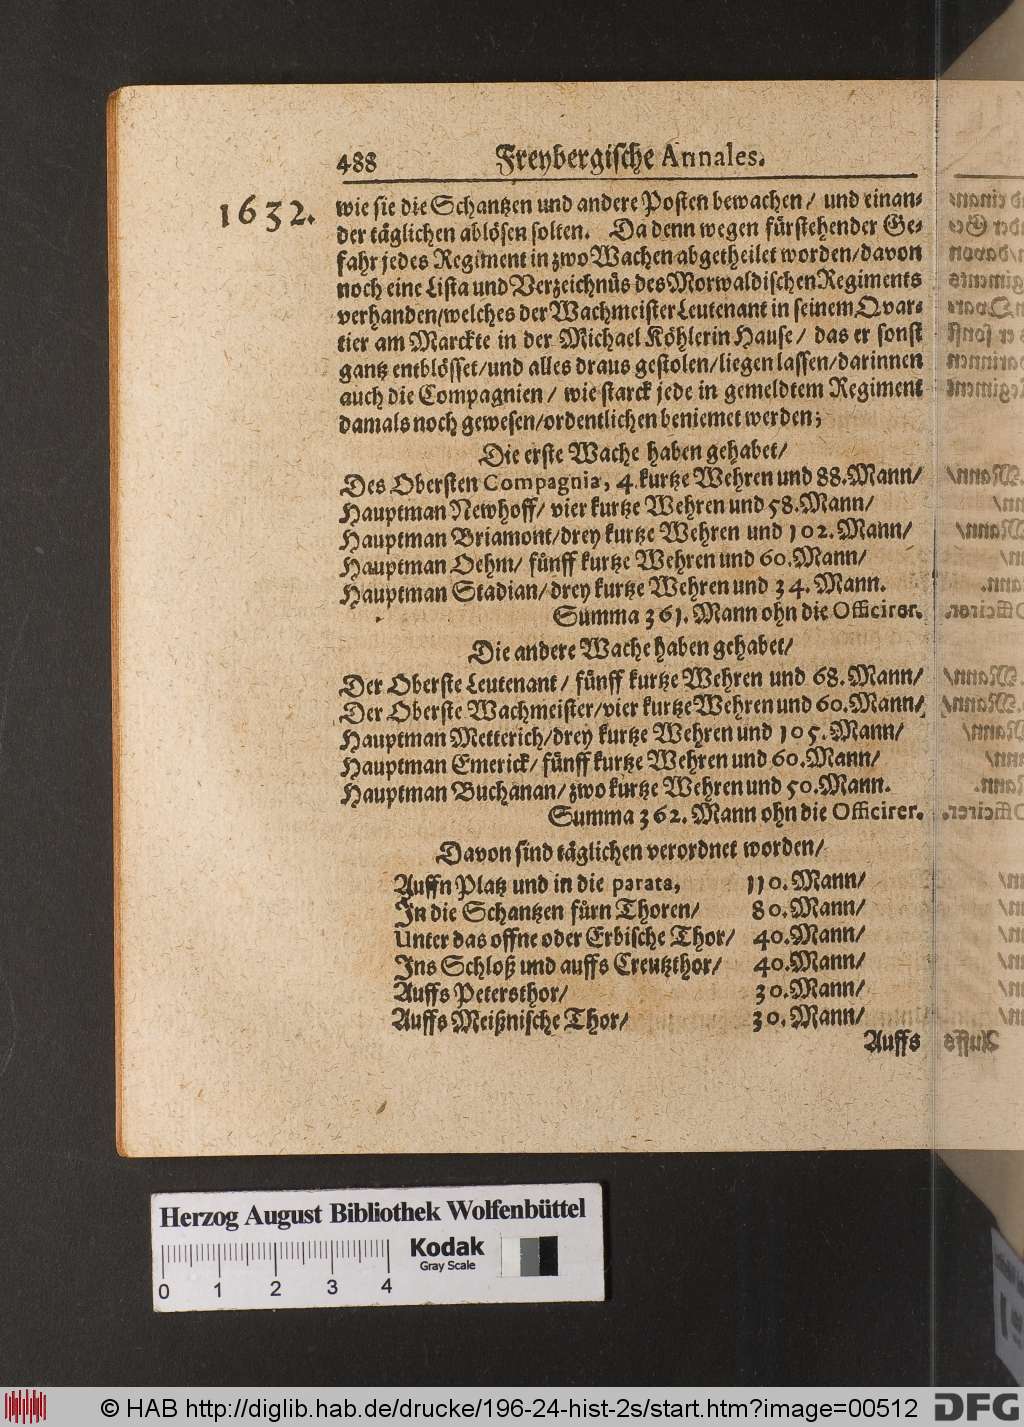 488 Freybergische Annales.
1632.
wie sie die Schantzen und andere Posten bewachen/ und einan-
der täglichen ablösen solten. Da denn wegen fürstehender Ge-
fahr jedes Regiment in zwo Wachen abgetheilet worden/davon
noch eine Lista und Verzeichnüs des Morwaldischen Regiments
verhanden/welches der Wachmeister Leutenant in seinem Qvar-
tier am Marckte in der Michael Köhlerin Hause/ das er sonst
gantz entblösset/und alles draus gestolen/liegen lassen/darinnen
auch die Compagnien/ wie starck jede in gemeldtem Regiment
damals noch gewesen/ordentlichen beniemet werden;
Die erste Wache haben gehabet/
Des Obersten Compagnia, 4. kurtze Wehren und 88. Mann/
Hauptman Newhoff/ vier kurtze Wehren und 58. Mann/
Hauptman Briamont/drey kurtze Wehren und 102. Mann/
Hauptman Oehm/ fünff kurtze Wehren und 60. Mann/
Hauptman Stadian/drey kurtze Wehren und 34. Mann.
Summa 361. Mann ohn die Officirer.
Die andere Wache haben gehabet/
Der Oberste Leutenant/ fünff kurtze Wehren und 68. Mann/
Der Oberste Wachmeister/vier kurtze Wehren und 60. Mann/
Hauptman Metterich/drey kurtze Wehren und 105. Mann/
Hauptman Emerick/ fünff kurtze Wehren und 60. Mann/
Hauptman Buchanan/zwo kurtze Wehren und 50. Mann.
Summa 362. Mann ohn die Officirer.
Davon sind täglichen verordnet worden/
Auffn Platz und in die parata, 110. Mann/
In die Schantzen fürn Thoren/ 80. Mann/
Unter das offne oder Erbische Thor/ 40. Mann/
Ins Schloß und auffs Creutzthor/ 40. Mann/
Auffs Petersthor/ 30. Mann/
Auffs Meißnische Thor/ 30. Mann/
Auffs
Herzog August Bibliothek Wolfenbüttel
Kodak
Gray Scale
0 1 2 3 4
© HAB http://diglib.hab.de/drucke/196-24-hist-2s/start.htm?image=00512
DFG